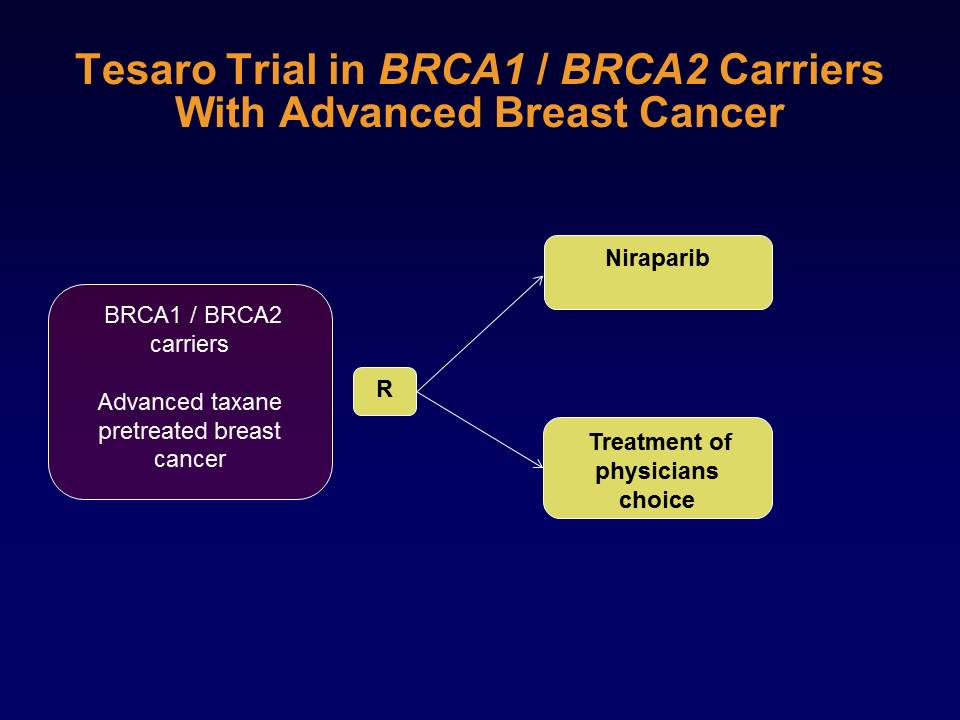 Tesaro Trial in BRCA1 / BRCA2 Carriers
With Advanced Breast Cancer
BRCA1 / BRCA2
carriers
Advanced taxane
pretreated breast
cancer
R
Niraparib
Treatment of
physicians
choice